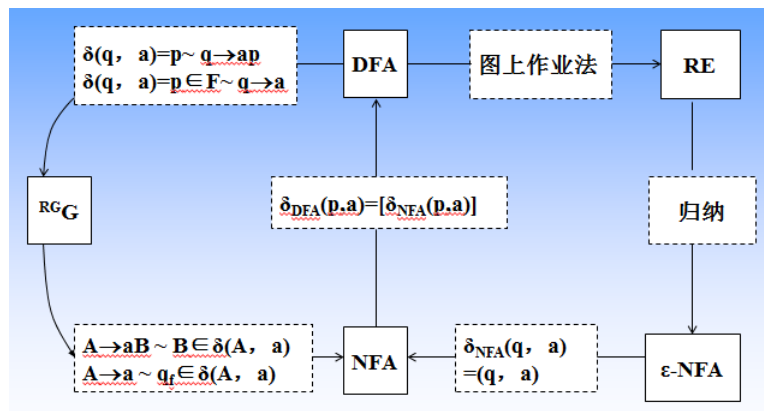 δ(q, a)=p~ q→ap
δ(q, a)=p∈F~ q→a
DFA
图上作业法
RE
RGG
δDFA(p,a)=[δNFA(p,a)]
归纳
A→aB ~ B∈δ(A, a)
A→a ~ qf∈δ(A, a)
NFA
δNFA(q, a)
=(q, a)
ε-NFA